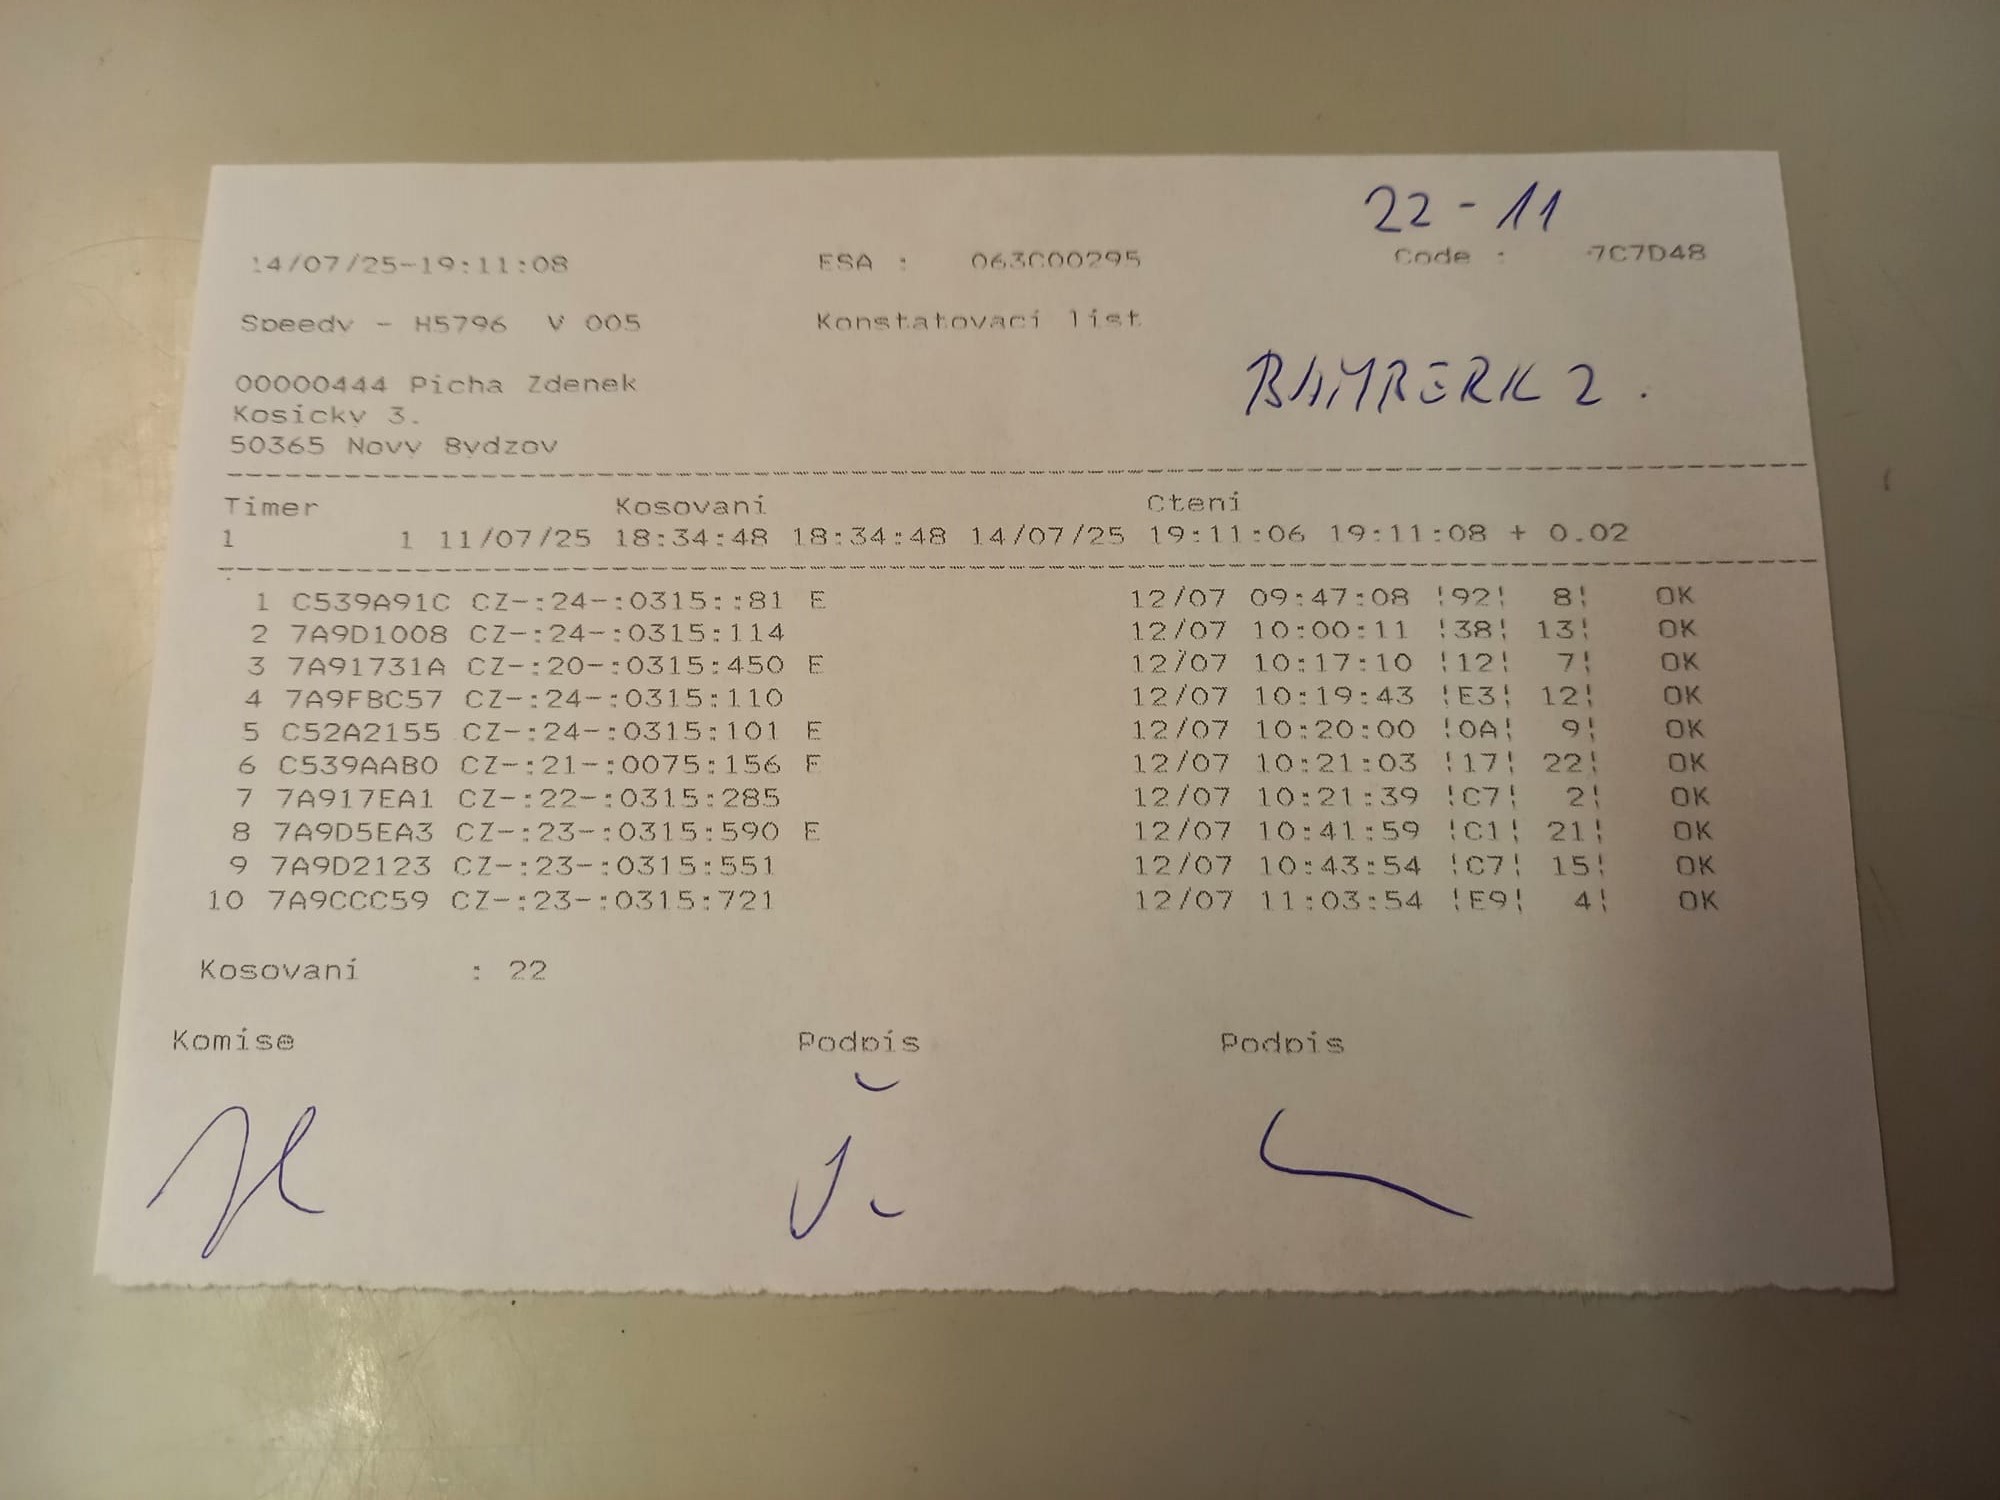 22 - 11
14/07/25-19:11:08 ESA : 063C00295 Code : 7C7D48
Speedy - H5796 V 005 Konstatovaci list
BAMBERK 2.
00000444 Picha Zdenek
Kosicky 3.
50365 Novy Bydzov
Timer Kosovani Cteni
1 1 11/07/25 18:34:48 18:34:48 14/07/25 19:11:06 19:11:08 + 0.02
1 C539A91C CZ-:24-:0315::81 E 12/07 09:47:08 !92! 8! OK
2 7A9D1008 CZ-:24-:0315:114 12/07 10:00:11 !38! 13! OK
3 7A91731A CZ-:20-:0315:450 E 12/07 10:17:10 !12! 7! OK
4 7A9FBC57 CZ-:24-:0315:110 12/07 10:19:43 !E3! 12! OK
5 C52A2155 CZ-:24-:0315:101 E 12/07 10:20:00 !0A! 9! OK
6 C539AAB0 CZ-:21-:0075:156 F 12/07 10:21:03 !17! 22! OK
7 7A917EA1 CZ-:22-:0315:285 12/07 10:21:39 !C7! 2! OK
8 7A9D5EA3 CZ-:23-:0315:590 E 12/07 10:41:59 !C1! 21! OK
9 7A9D2123 CZ-:23-:0315:551 12/07 10:43:54 !C7! 15! OK
10 7A9CCC59 CZ-:23-:0315:721 12/07 11:03:54 !E9! 4! OK
Kosovani : 22
Komise Podpis Podpis